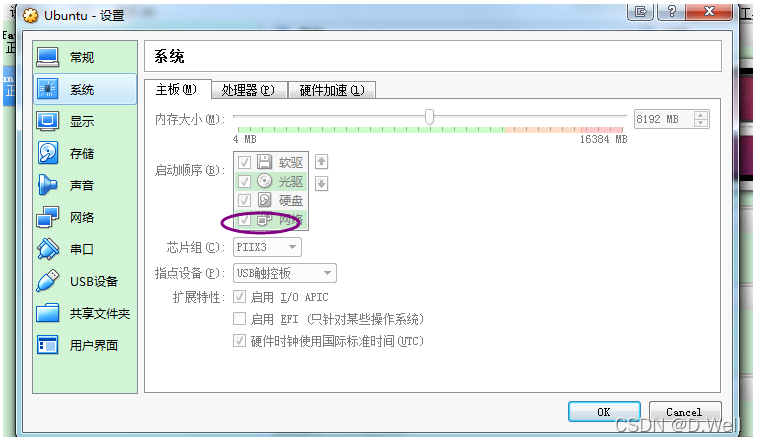 Ubuntu - 设置
常规
系统
显示
存储
声音
网络
串口
USB设备
共享文件夹
用户界面
系统
主板(M) 处理器(P) 硬件加速(L)
内存大小(M): 8192 MB
4 MB 16384 MB
启动顺序(B): 软驱
光驱
硬盘
网络
芯片组(C): PIIX3
指点设备(P): USB触控板
扩展特性: 启用 I/O APIC
启用 EFI (只针对某些操作系统)
硬件时钟使用国际标准时间(UTC)
OK Cancel
CSDN @D.Well